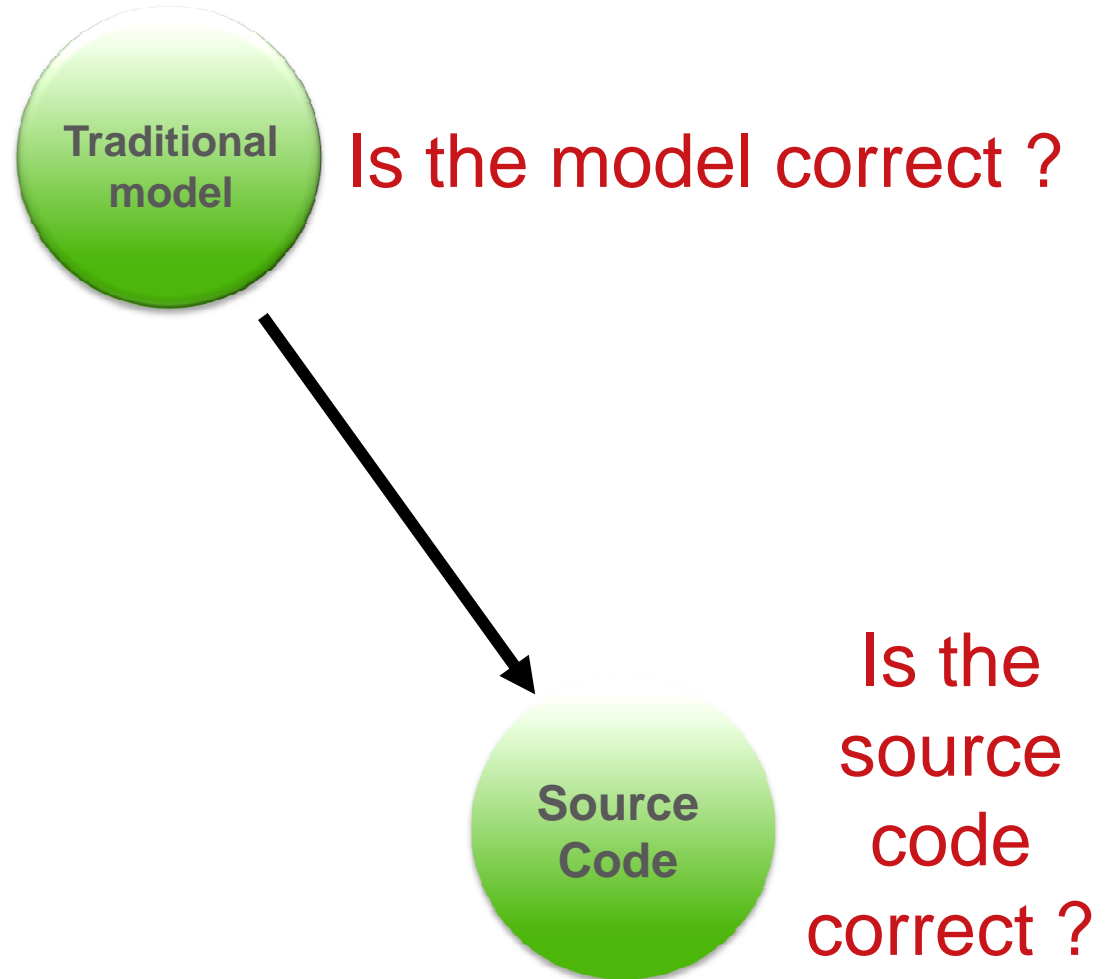 Traditional
model
Is the model correct ?
Source
Code
Is the
source
code
correct ?